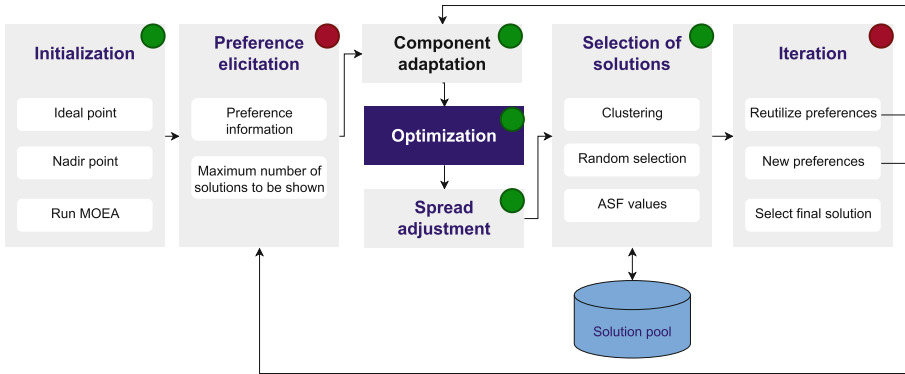 Initialization
Ideal point
Nadir point
Run MOEA
Preference
elicitation
Preference
information
Maximum number of
solutions to be shown
Component
adaptation
Optimization
Spread
adjustment
Selection of
solutions
Clustering
Random selection
ASF values
Solution pool
Iteration
Reutilize preferences
New preferences
Select final solution